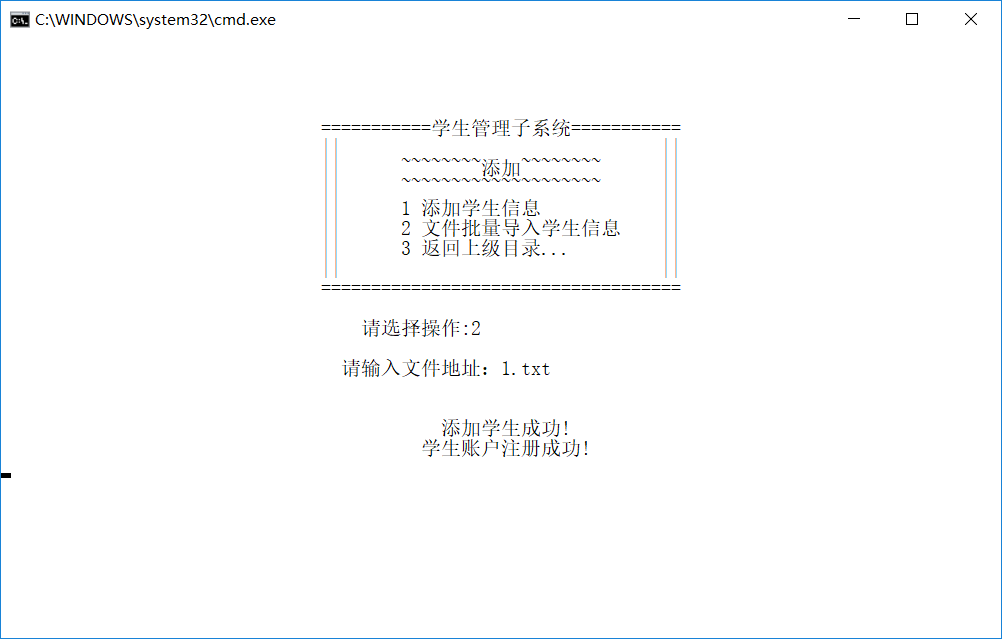 C:\WINDOWS\system32\cmd.exe
===========学生管理子系统===========
~~~~~~~~添加~~~~~~~~
~~~~~~~~~~~~~~~~~~~~
1 添加学生信息
2 文件批量导入学生信息
3 返回上级目录...
====================================
请选择操作:2
请输入文件地址：1.txt
添加学生成功!
学生账户注册成功!